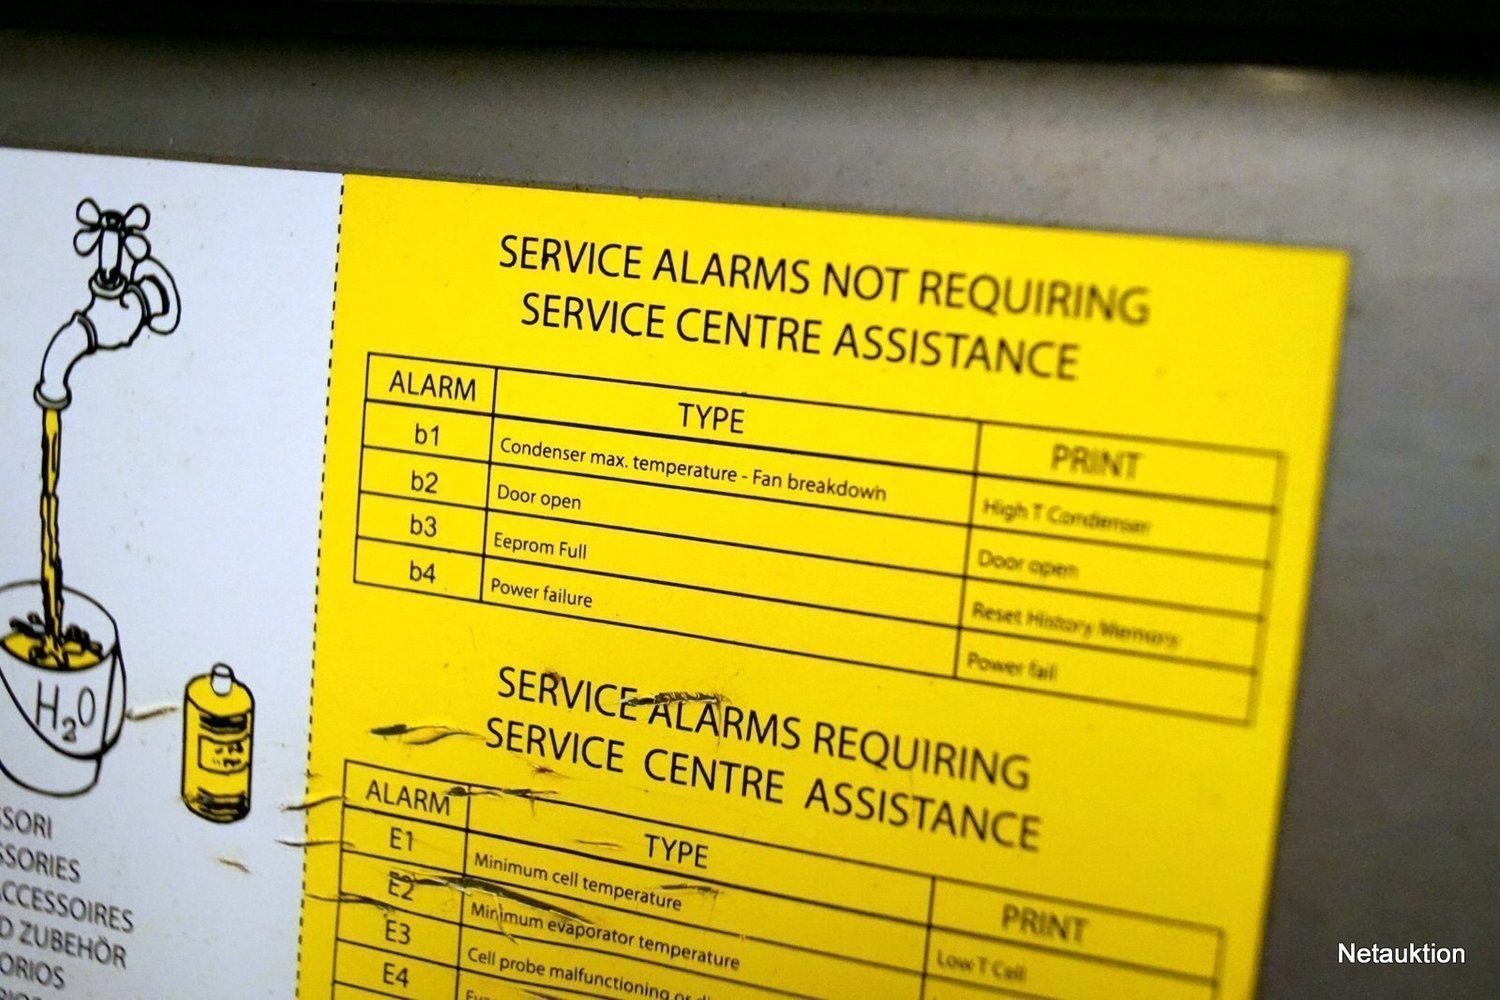 SERVICE ALARMS NOT REQUIRING
SERVICE CENTRE ASSISTANCE
ALARM TYPE PRINT
b1 Condenser max. temperature - Fan breakdown High T Condenser
b2 Door open Door open
b3 Eeprom Full Reset History Memory
b4 Power failure Power fail
SERVICE ALARMS REQUIRING
SERVICE CENTRE ASSISTANCE
ALARM TYPE PRINT
E1 Minimum cell temperature Low T Cell
E2 Minimum evaporator temperature
E3 Cell probe malfunctioning or
E4
H2O
SSORI
SSORIES
ACCESSOIRES
D ZUBEHÖR
ORIOS
Netauktion